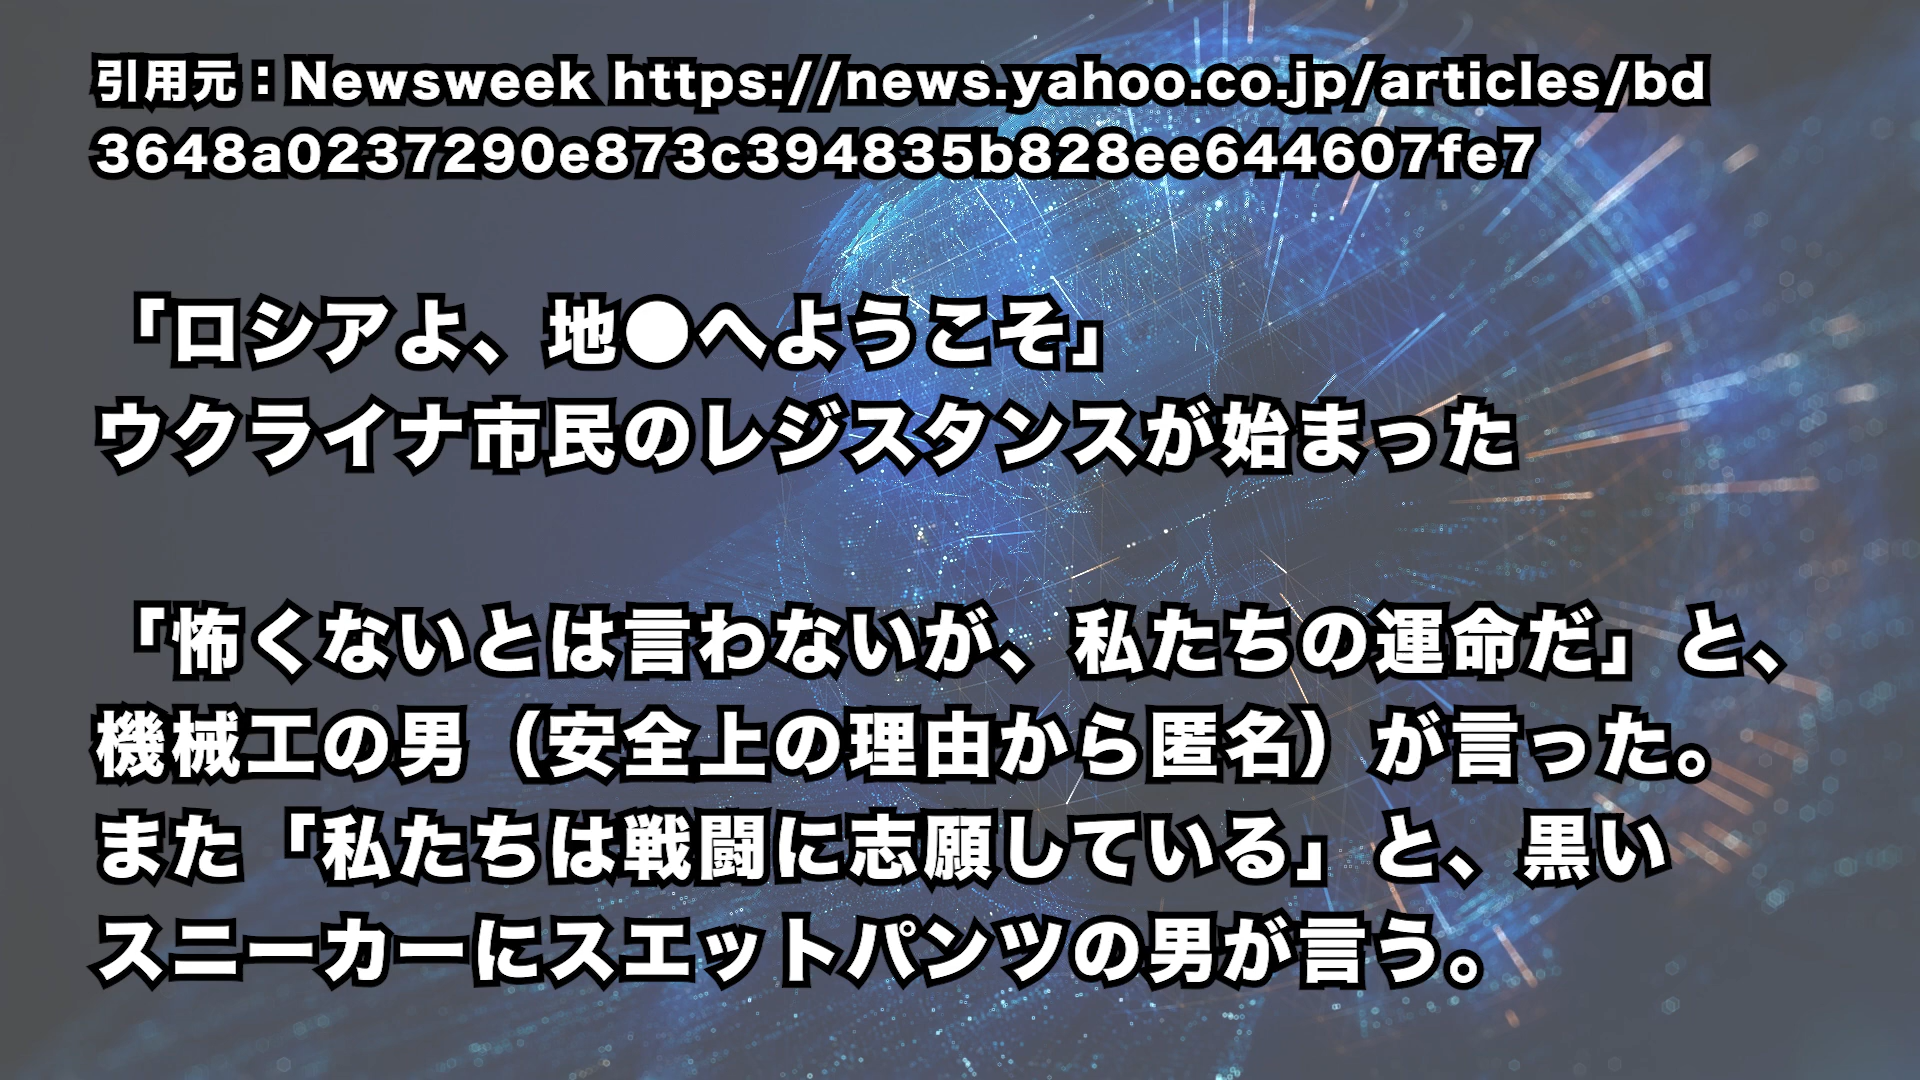 引用元：Newsweek https://news.yahoo.co.jp/articles/bd
3648a0237290e873c394835b828ee644607fe7
「ロシアよ、地●へようこそ」
ウクライナ市民のレジスタンスが始まった
「怖くないとは言わないが、私たちの運命だ」と、
機械工の男（安全上の理由から匿名）が言った。
また「私たちは戦闘に志願している」と、黒い
スニーカーにスエットパンツの男が言う。